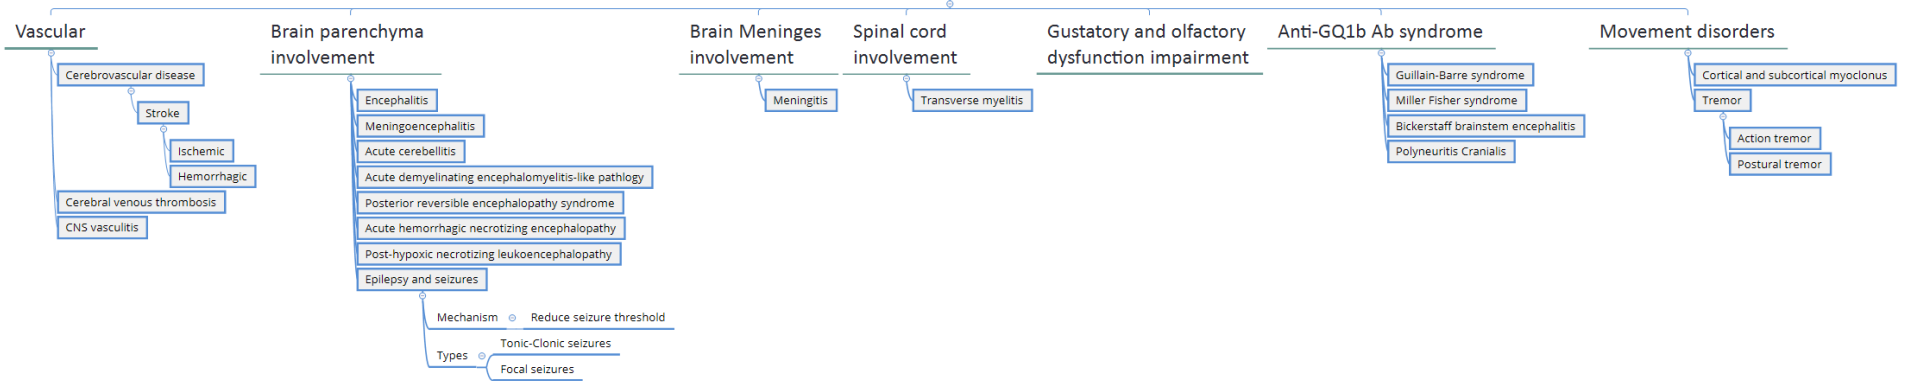 Vascular
Cerebrovascular disease
Stroke
Ischemic
Hemorrhagic
Cerebral venous thrombosis
CNS vasculitis
Brain parenchyma
involvement
Encephalitis
Meningoencephalitis
Acute cerebellitis
Acute demyelinating encephalomyelitis-like pathlogy
Posterior reversible encephalopathy syndrome
Acute hemorrhagic necrotizing encephalopathy
Post-hypoxic necrotizing leukoencephalopathy
Epilepsy and seizures
Mechanism
Reduce seizure threshold
Types
Tonic-Clonic seizures
Focal seizures
Brain Meninges
involvement
Meningitis
Spinal cord
involvement
Transverse myelitis
Gustatory and olfactory
dysfunction impairment
Anti-GQ1b Ab syndrome
Guillain-Barre syndrome
Miller Fisher syndrome
Bickerstaff brainstem encephalitis
Polyneuritis Cranialis
Movement disorders
Cortical and subcortical myoclonus
Tremor
Action tremor
Postural tremor